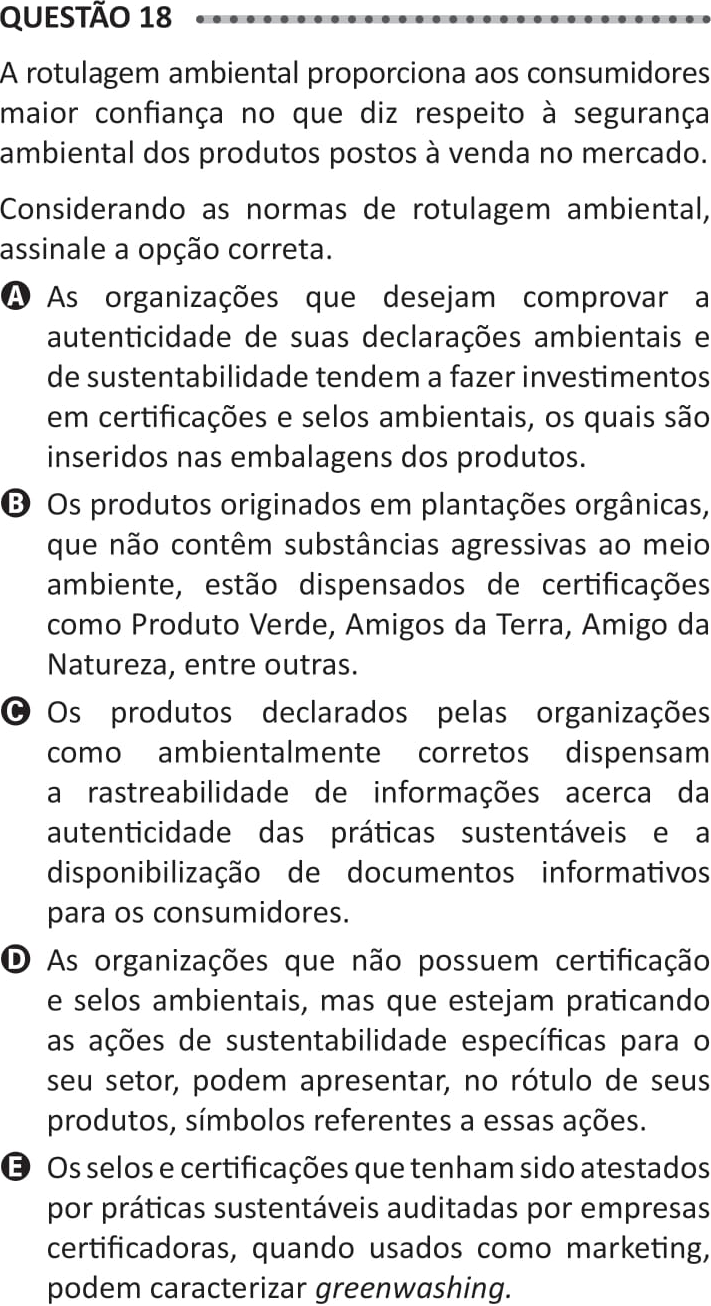 QUESTÃO 18
A rotulagem ambiental proporciona aos consumidores
maior confiança no que diz respeito à segurança
ambiental dos produtos postos à venda no mercado.
Considerando as normas de rotulagem ambiental,
assinale a opção correta.
A As organizações que desejam comprovar a
autenticidade de suas declarações ambientais e
de sustentabilidade tendem a fazer investimentos
em certificações e selos ambientais, os quais são
inseridos nas embalagens dos produtos.
B Os produtos originados em plantações orgânicas,
que não contêm substâncias agressivas ao meio
ambiente, estão dispensados de certificações
como Produto Verde, Amigos da Terra, Amigo da
Natureza, entre outras.
C Os produtos declarados pelas organizações
como ambientalmente corretos dispensam
a rastreabilidade de informações acerca da
autenticidade das práticas sustentáveis e a
disponibilização de documentos informativos
para os consumidores.
D As organizações que não possuem certificação
e selos ambientais, mas que estejam praticando
as ações de sustentabilidade específicas para o
seu setor, podem apresentar, no rótulo de seus
produtos, símbolos referentes a essas ações.
E Os selos e certificações que tenham sido atestados
por práticas sustentáveis auditadas por empresas
certificadoras, quando usados como marketing,
podem caracterizar greenwashing.